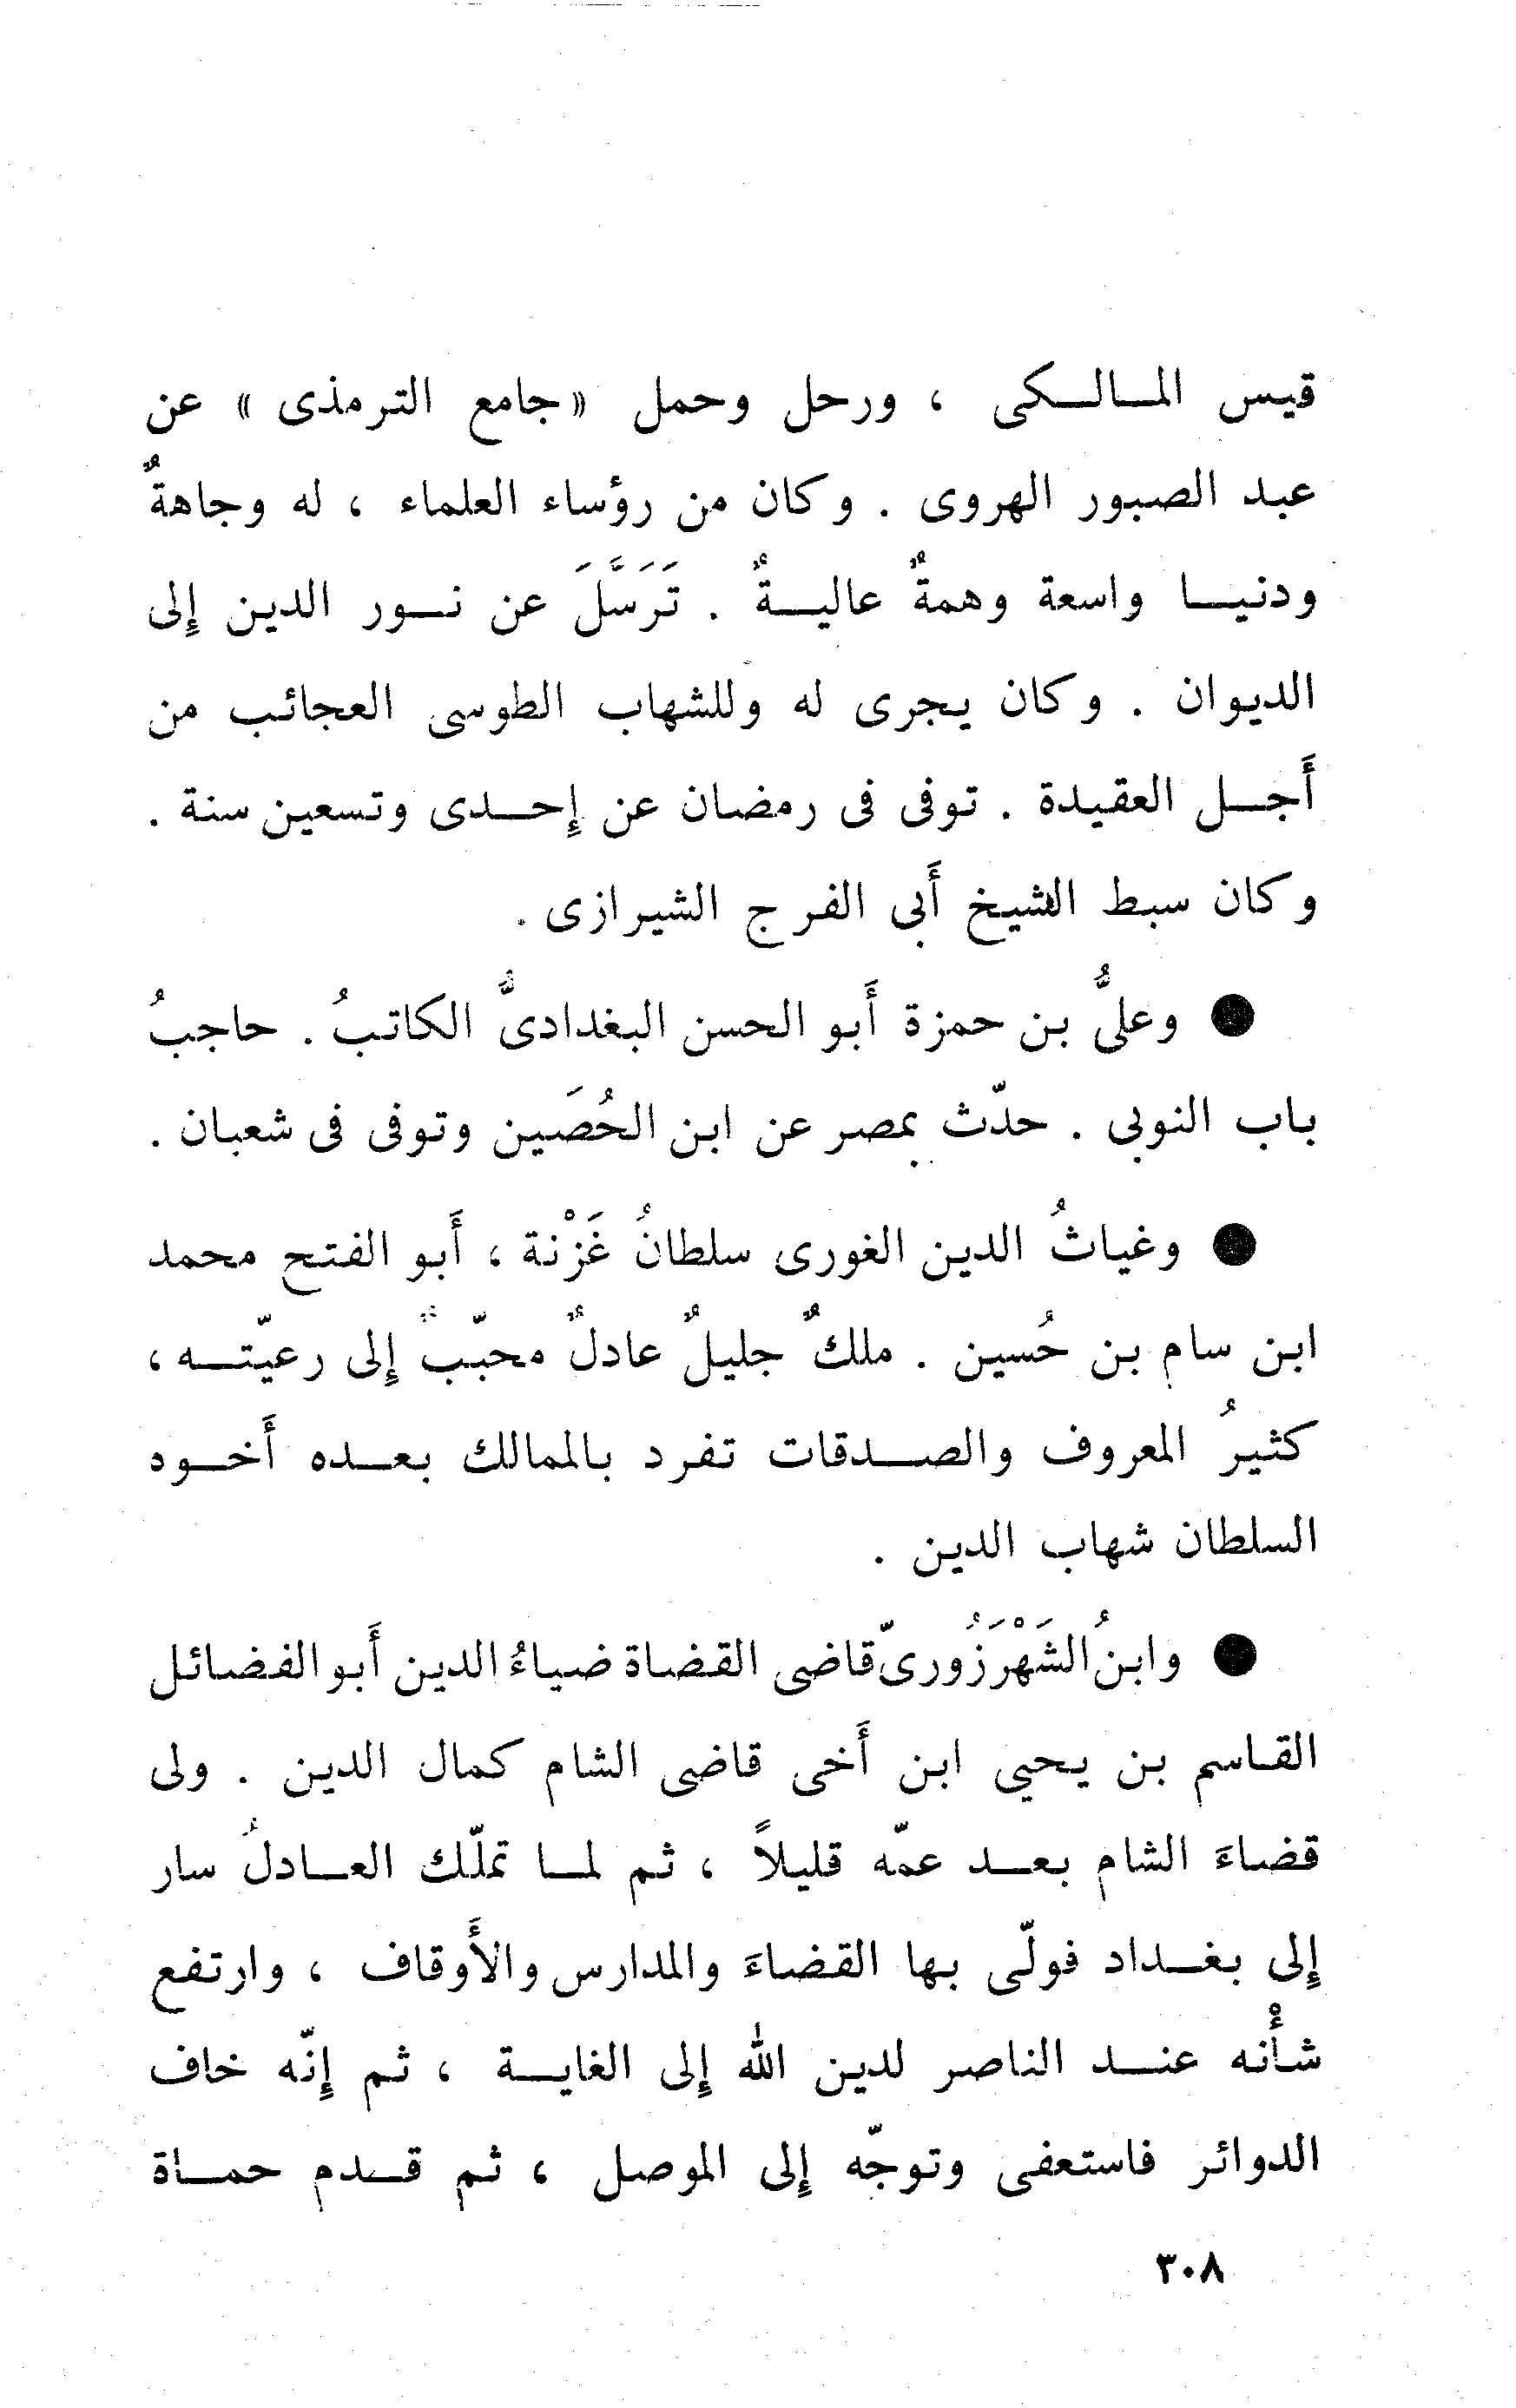 قيس المالكى ، ورحل وحمل «جامع الترمذى» عن
عبد الصبور الهروى . وكان من رؤساء العلماء ، له وجاهةٌ
ودنيا واسعة وهمةٌ عاليةٌ . تَرَسَّلَ عن نور الدين إلى
الديوان . وكان يجرى له وللشهاب الطوسى العجائب من
أَجل العقيدة . توفى فى رمضان عن إِحدى وتسعين سنة .
وكان سبط الشيخ أَبى الفرج الشيرازى .
● وعلىُّ بن حمزة أَبو الحسن البغدادىُّ الكاتبُ . حاجبُ
باب النوبى . حدّث بمصر عن ابن الحُصَين وتوفى فى شعبان .
● وغياثُ الدين الغورى سلطانُ غَزْنة ، أَبو الفتح محمد
ابن سام بن حُسين . ملكٌ جليلٌ عادلٌ محبّبٌ إِلى رعيّته ،
كثيرُ المعروف والصدقات تفرد بالممالك بعده أَخوه
السلطان شهاب الدين .
● وابنُ الشَهْرَزُورىّ قاضى القضاة ضياءُ الدين أَبو الفضائل
القاسم بن يحيى ابن أَخى قاضى الشام كمال الدين . ولى
قضاءَ الشام بعد عمّه قليلاً ، ثم لما تملّك العادلُ سار
إِلى بغداد فولّى بها القضاءَ والمدارس والأَوقاف ، وارتفع
شأْنه عند الناصر لدين الله إِلى الغاية ، ثم إِنّه خاف
الدوائر فاستعفى وتوجّه إِلى الموصل ، ثم قدم حماة
٣٠٨